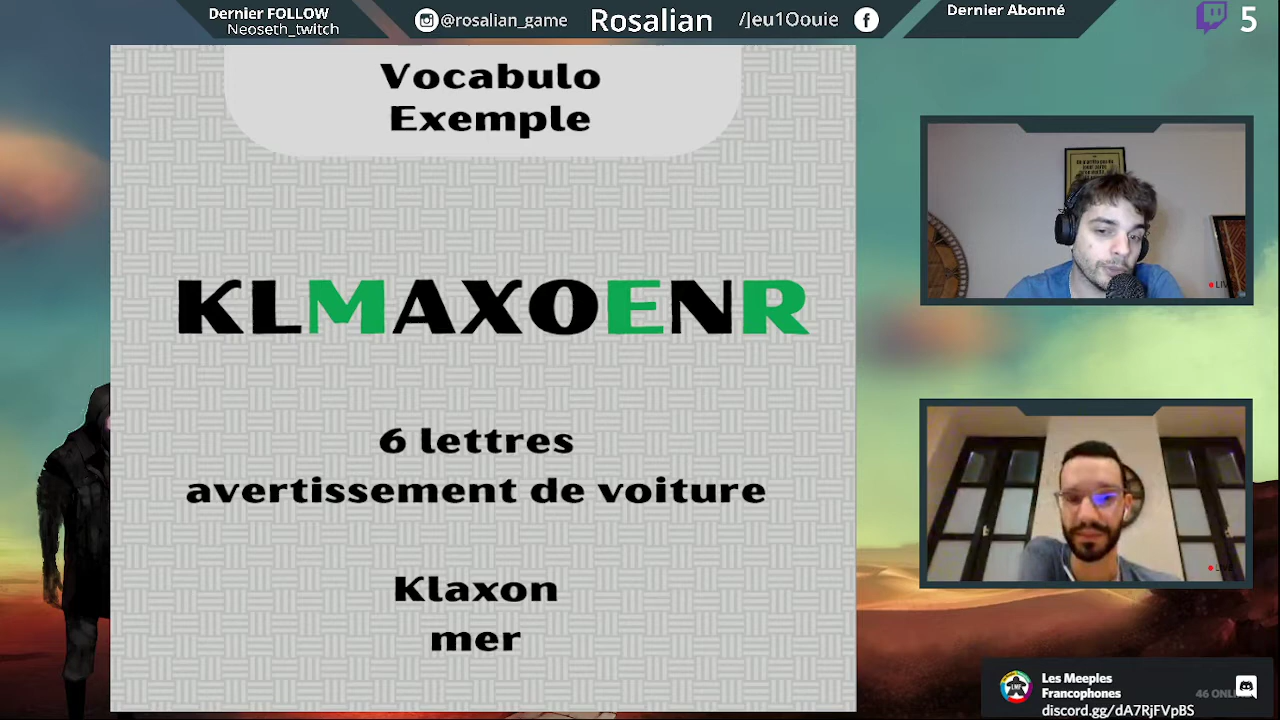 Dernier FOLLOW
Neoseth_twitch
@rosalian_game
Rosalian
/Jeu1Oouie
Dernier Abonné
5
Vocabulo
Exemple
KLMAXOENR
6 lettres
avertissement de voiture
Klaxon
mer
Les Meeples
Francophones
discord.gg/dA7RjFVpBS